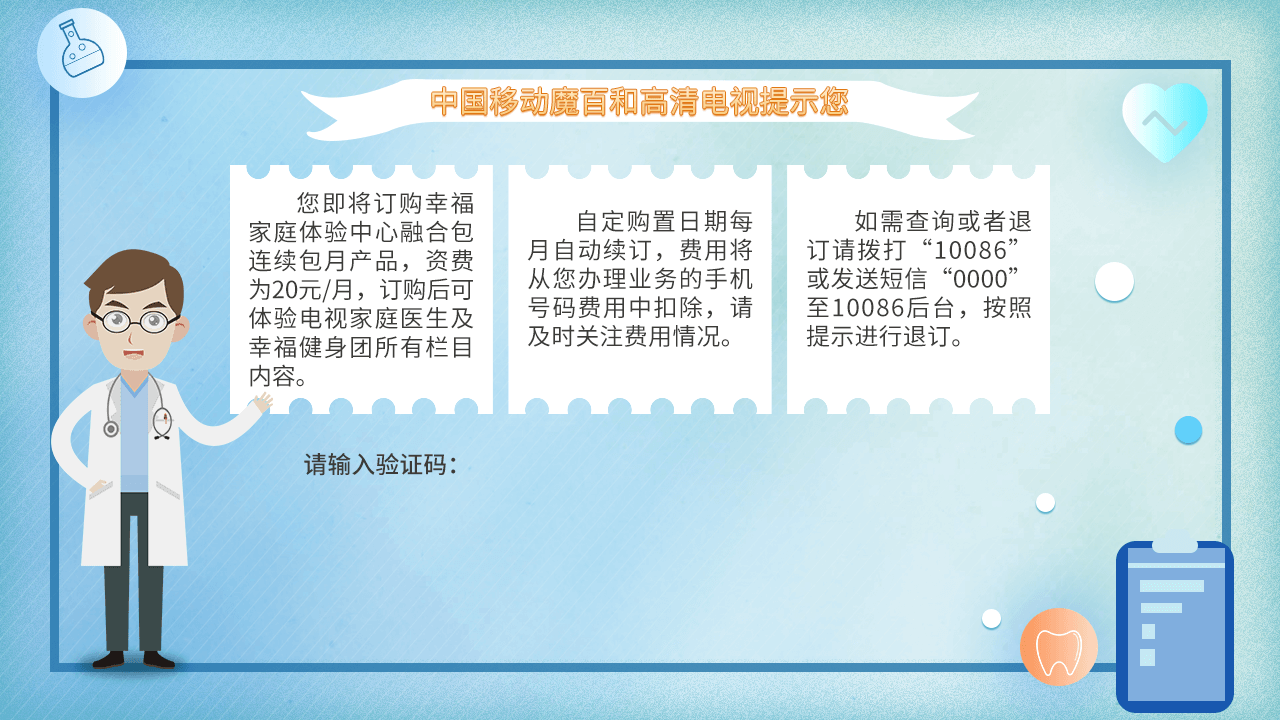 中国移动魔百和高清电视提示您
您即将订购幸福
家庭体验中心融合包
连续包月产品，资费
为20元/月，订购后可
体验电视家庭医生及
幸福健身团所有栏目
内容。
自定购置日期每
月自动续订，费用将
从您办理业务的手机
号码费用中扣除，请
及时关注费用情况。
如需查询或者退
订请拨打“10086”
或发送短信“0000”
至10086后台，按照
提示进行退订。
请输入验证码：